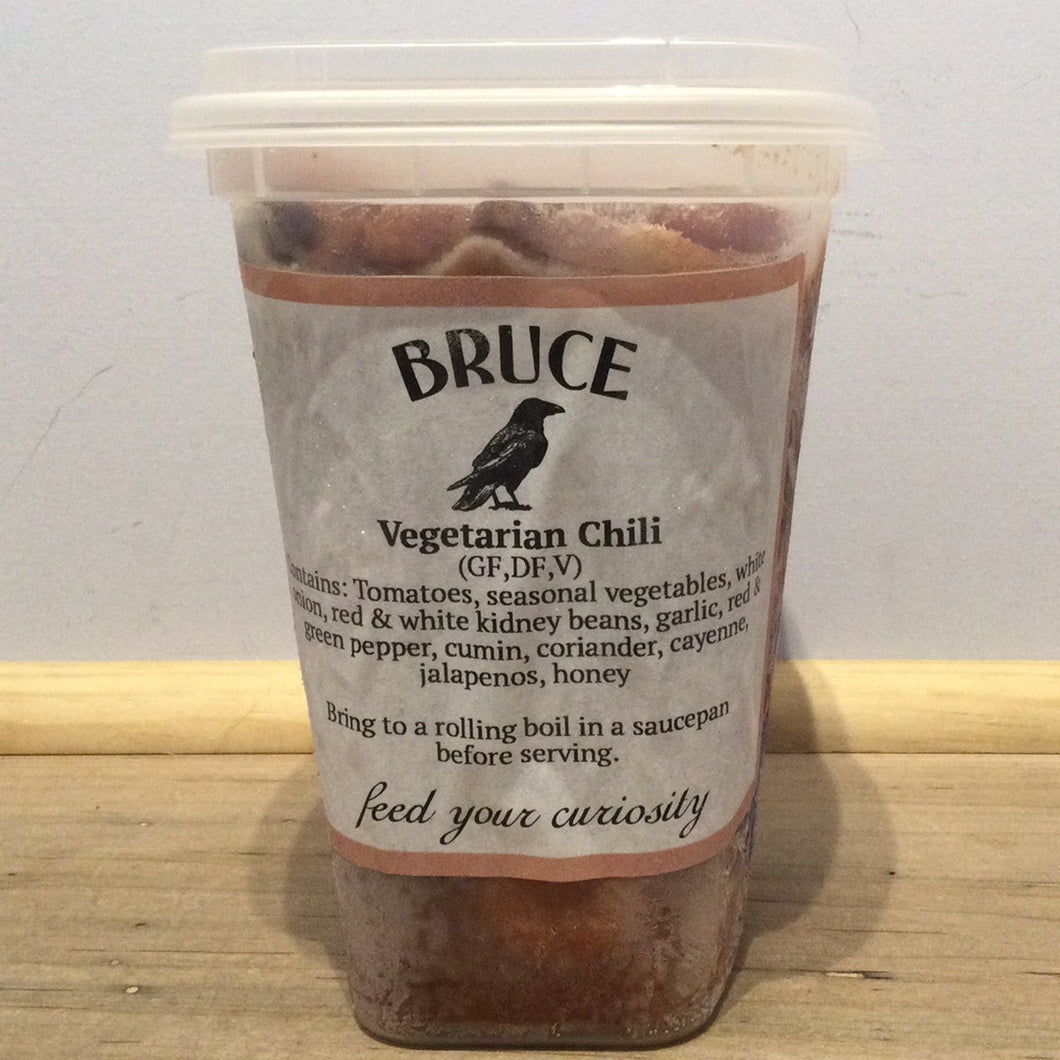 BRUCE
Vegetarian Chili
(GF,DF,V)
Contains: Tomatoes, seasonal vegetables, white
onion, red & white kidney beans, garlic, red &
green pepper, cumin, coriander, cayenne,
jalapenos, honey
Bring to a rolling boil in a saucepan
before serving.
feed your curiosity